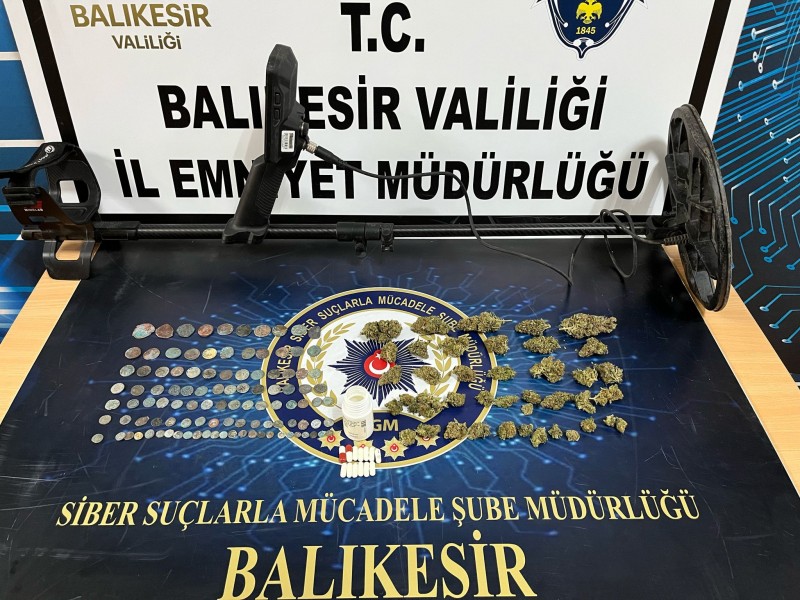 BALIKESİR
VALİLİĞİ
1845
T.C.
BALIKESİR VALİLİĞİ
İL EMNİYET MÜDÜRLÜĞÜ
BALIKESİR SİBER SUÇLARLA MÜCADELE ŞUBE MÜDÜRLÜĞÜ
EGM
SİBER SUÇLARLA MÜCADELE ŞUBE MÜDÜRLÜĞÜ
BALIKESİR